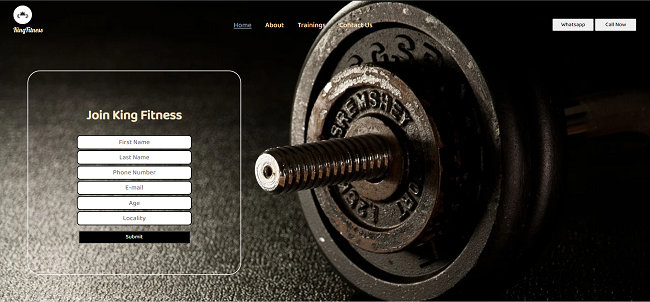 KingFitness
Home About Trainings Contact Us
Whatsapp Call Now
Join King Fitness
First Name
Last Name
Phone Number
E-mail
Age
Locality
Submit
BREMSHEY